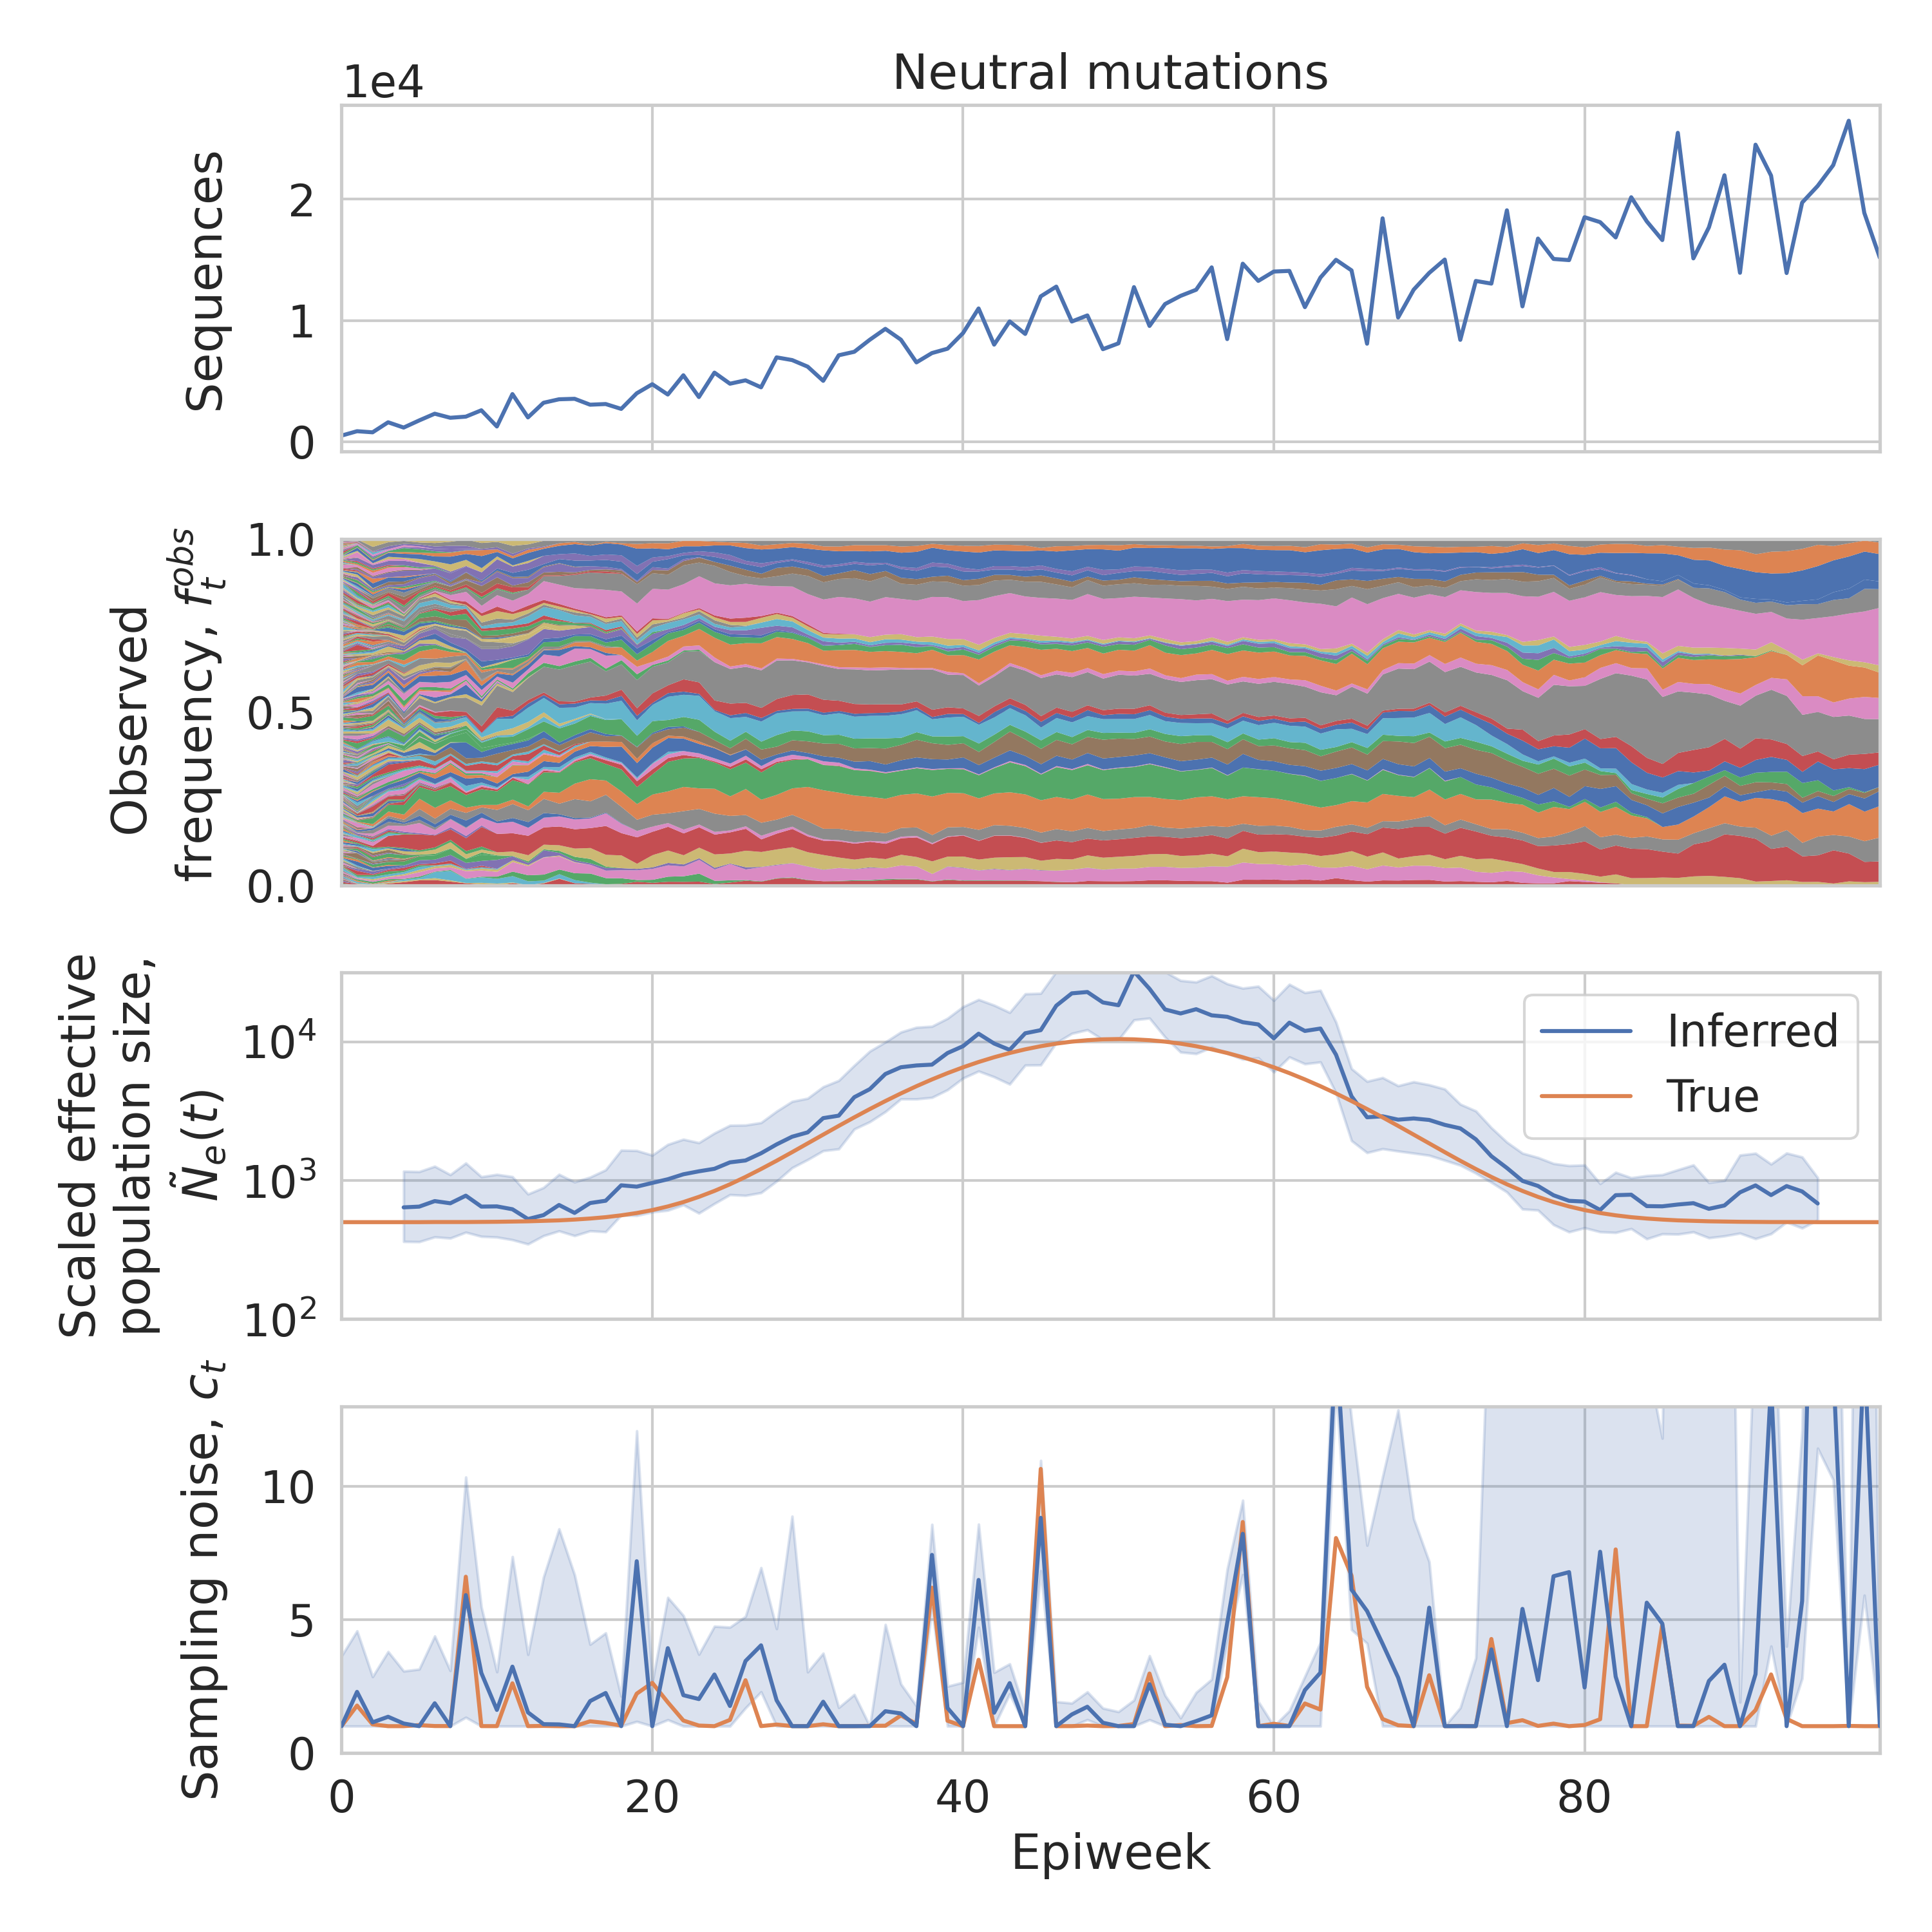 Neutral mutations
1e4
Sequences
2
1
0
Observed
frequency, f_t^{obs}
1.0
0.5
0.0
Scaled effective
population size,
Ñ_e(t)
10^4
10^3
10^2
Inferred
True
Sampling noise, c_t
10
5
0
0 20 40 60 80
Epiweek